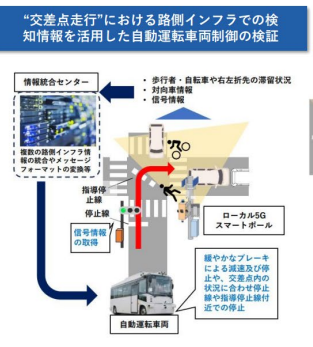 “交差点走行”における路側インフラでの検
知情報を活用した自動運転車両制御の検証
情報統合センター
・ 歩行者・自転車や右左折先の滞留状況
・ 対向車情報
・ 信号情報
複数の路側インフラ情
報の統合やメッセージ
フォーマットの変換等
指導停
止線
停止線
信号情報
の取得
ローカル5G
スマートポール
緩やかなブレーキ
による減速及び停
止や、交差点内の
状況に合わせ停止
線や指導停止線付
近での停止
自動運転車両